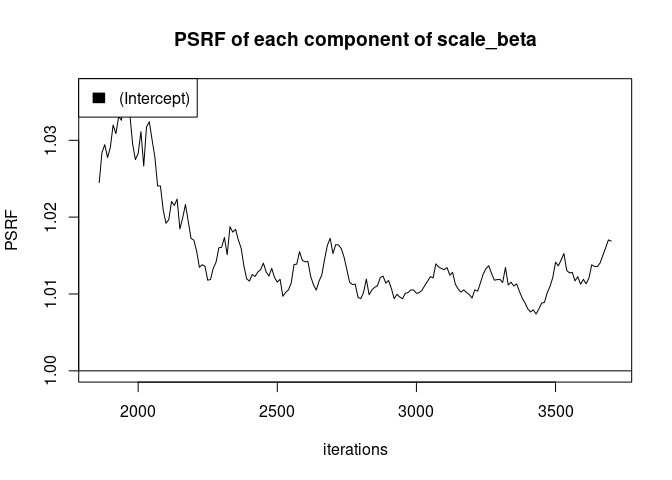 PSRF of each component of scale_beta
(Intercept)
PSRF
1.03
1.02
1.01
1.00
2000 2500 3000 3500
iterations